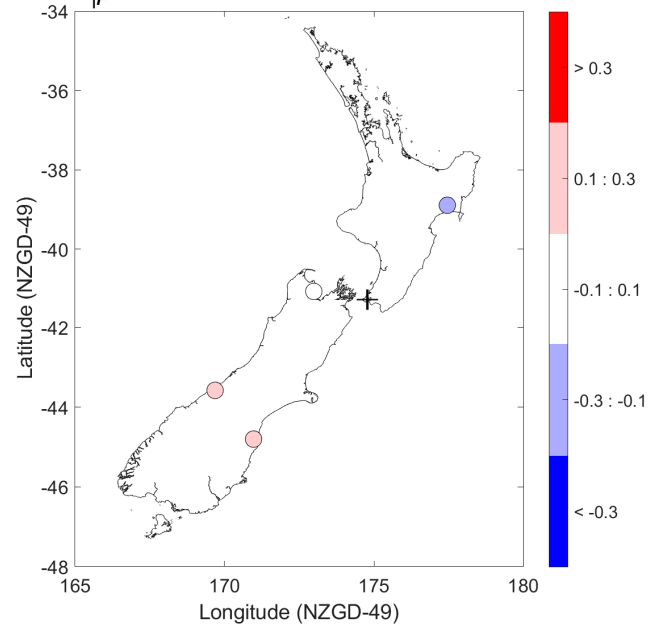 -34
-36
-38
-40
-42
-44
-46
-48
165
170
175
180
Latitude (NZGD-49)
Longitude (NZGD-49)
> 0.3
0.1 : 0.3
-0.1 : 0.1
-0.3 : -0.1
< -0.3